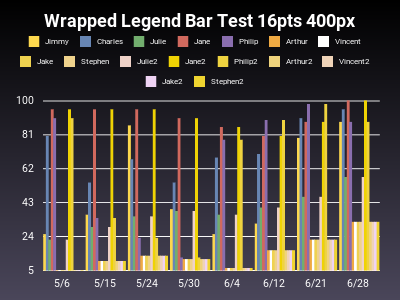 Wrapped Legend Bar Test 16pts 400px
Jimmy Charles Julie Jane Philip Arthur Vincent
Jake Stephen Julie2 Jane2 Philip2 Arthur2 Vincent2
Jake2 Stephen2
100
81
62
43
24
5
5/6 5/15 5/24 5/30 6/4 6/12 6/21 6/28